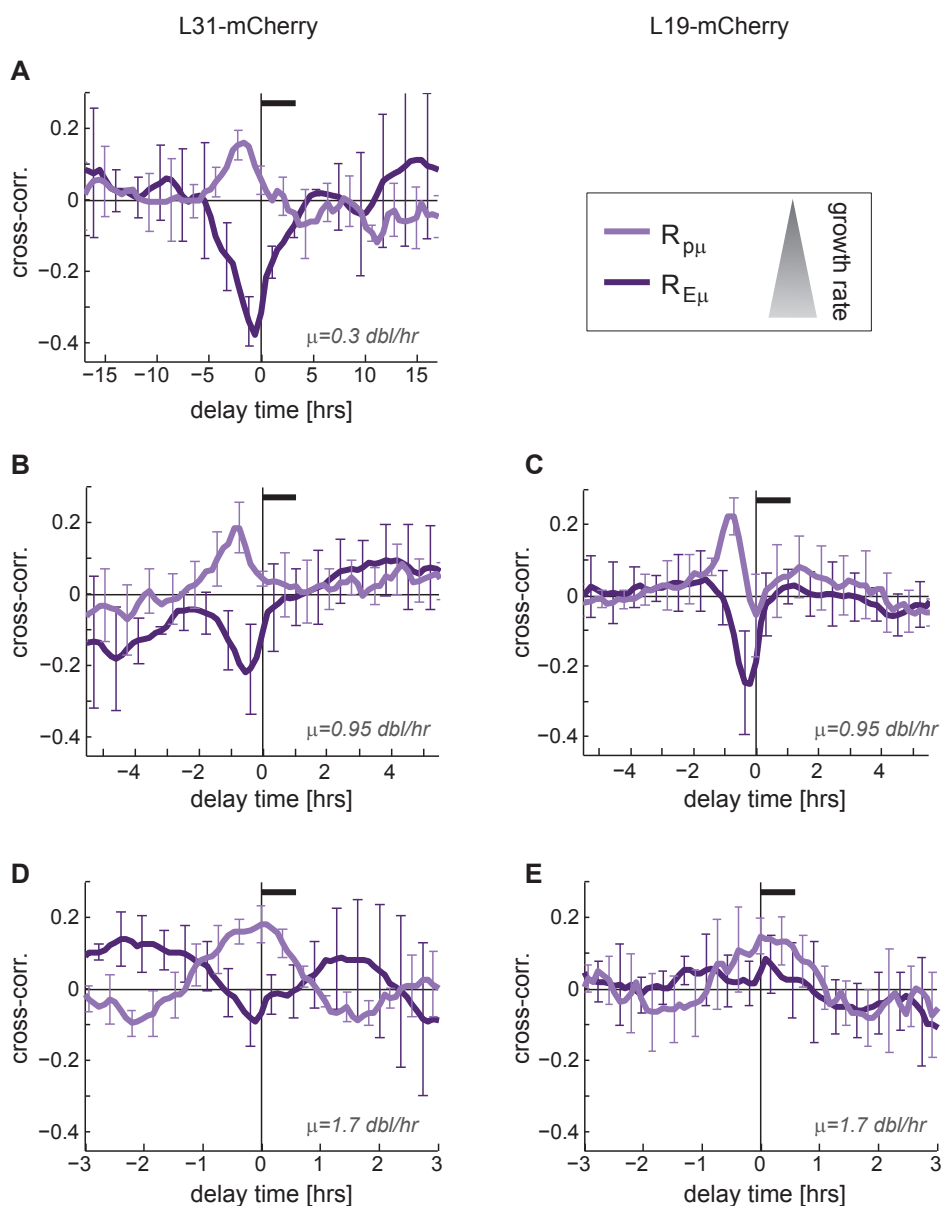 L31-mCherry
L19-mCherry
A
0.2
0
−0.2
−0.4
cross-corr.
μ=0.3 dbl/hr
−15 −10 −5 0 5 10 15
delay time [hrs]
Rpμ
REμ
growth rate
B
0.2
0
−0.2
−0.4
cross-corr.
μ=0.95 dbl/hr
−4 −2 0 2 4
delay time [hrs]
C
0.2
0
−0.2
−0.4
cross-corr.
μ=0.95 dbl/hr
−4 −2 0 2 4
delay time [hrs]
D
0.2
0
−0.2
−0.4
cross-corr.
μ=1.7 dbl/hr
−3 −2 −1 0 1 2 3
delay time [hrs]
E
0.2
0
−0.2
−0.4
cross-corr.
μ=1.7 dbl/hr
−3 −2 −1 0 1 2 3
delay time [hrs]